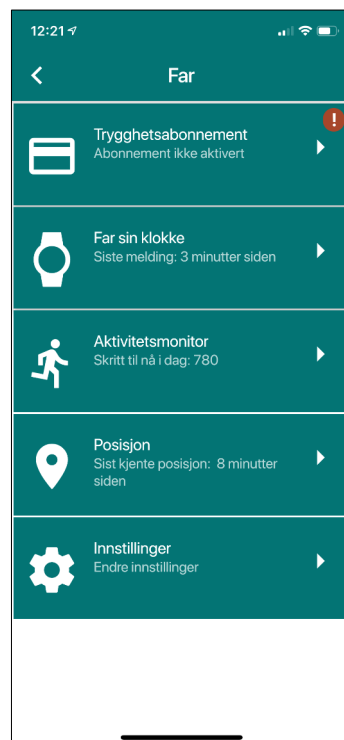 12:21
Far
!
Trygghetsabonnement
Abonnement ikke aktivert
Far sin klokke
Siste melding: 3 minutter siden
Aktivitetsmonitor
Skritt til nå i dag: 780
Posisjon
Sist kjente posisjon:  8 minutter
siden
Innstillinger
Endre innstillinger